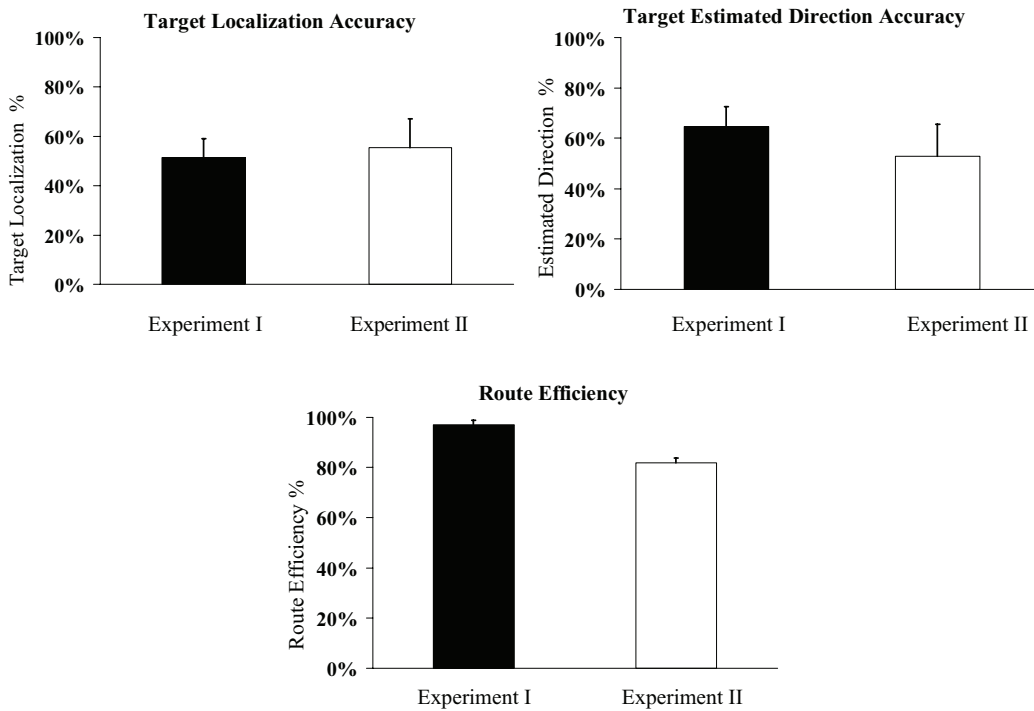 Target Localization Accuracy
Target Localization %
100%
80%
60%
40%
20%
0%
Experiment I Experiment II
Target Estimated Direction Accuracy
Estimated Direction %
100%
80%
60%
40%
20%
0%
Experiment I Experiment II
Route Efficiency
Route Efficiency %
100%
80%
60%
40%
20%
0%
Experiment I Experiment II